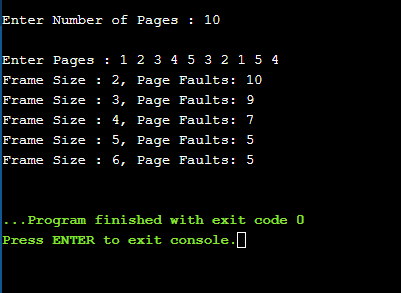 Enter Number of Pages : 10
Enter Pages : 1 2 3 4 5 3 2 1 5 4
Frame Size : 2, Page Faults: 10
Frame Size : 3, Page Faults: 9
Frame Size : 4, Page Faults: 7
Frame Size : 5, Page Faults: 5
Frame Size : 6, Page Faults: 5
...Program finished with exit code 0
Press ENTER to exit console.